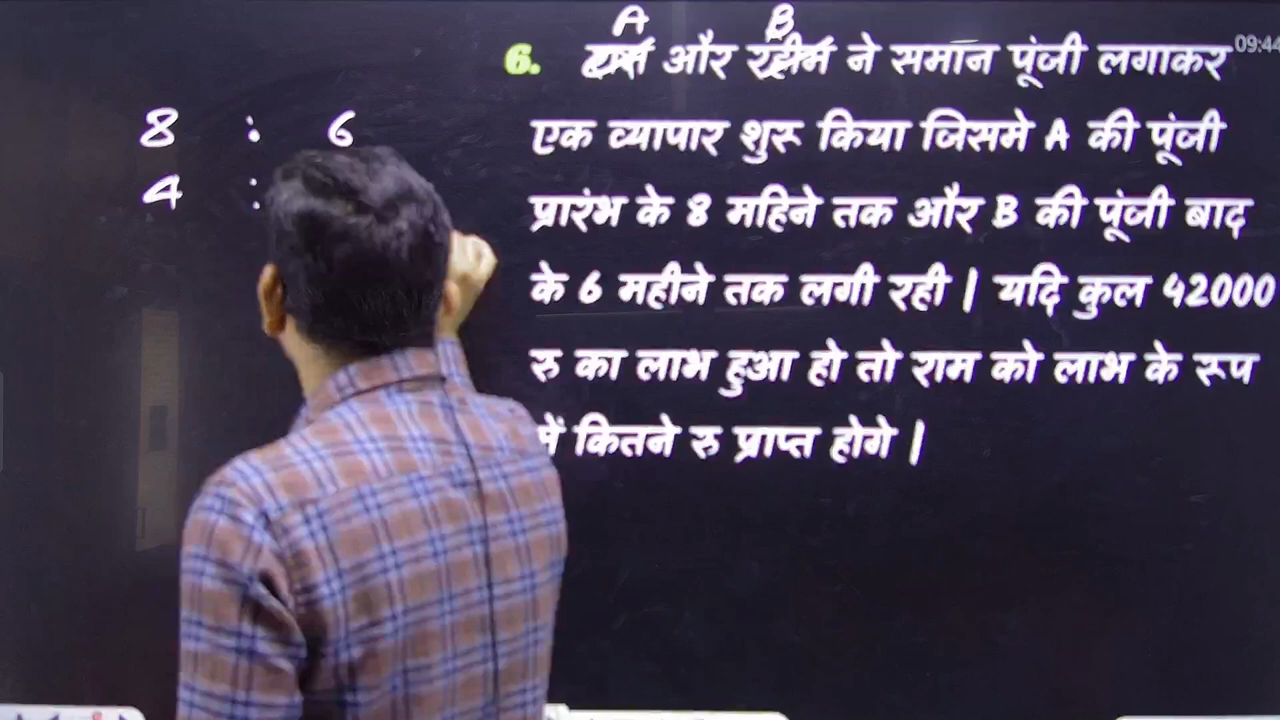 A B
6. राम और रहीम ने समान पूंजी लगाकर
09:44
8 : 6
एक व्यापार शुरू किया जिसमे A की पूंजी
4 :
प्रारंभ के 8 महिने तक और B की पूंजी बाद
के 6 महीने तक लगी रही | यदि कुल 42000
रु का लाभ हुआ हो तो राम को लाभ के रूप
में कितने रु प्राप्त होगे |